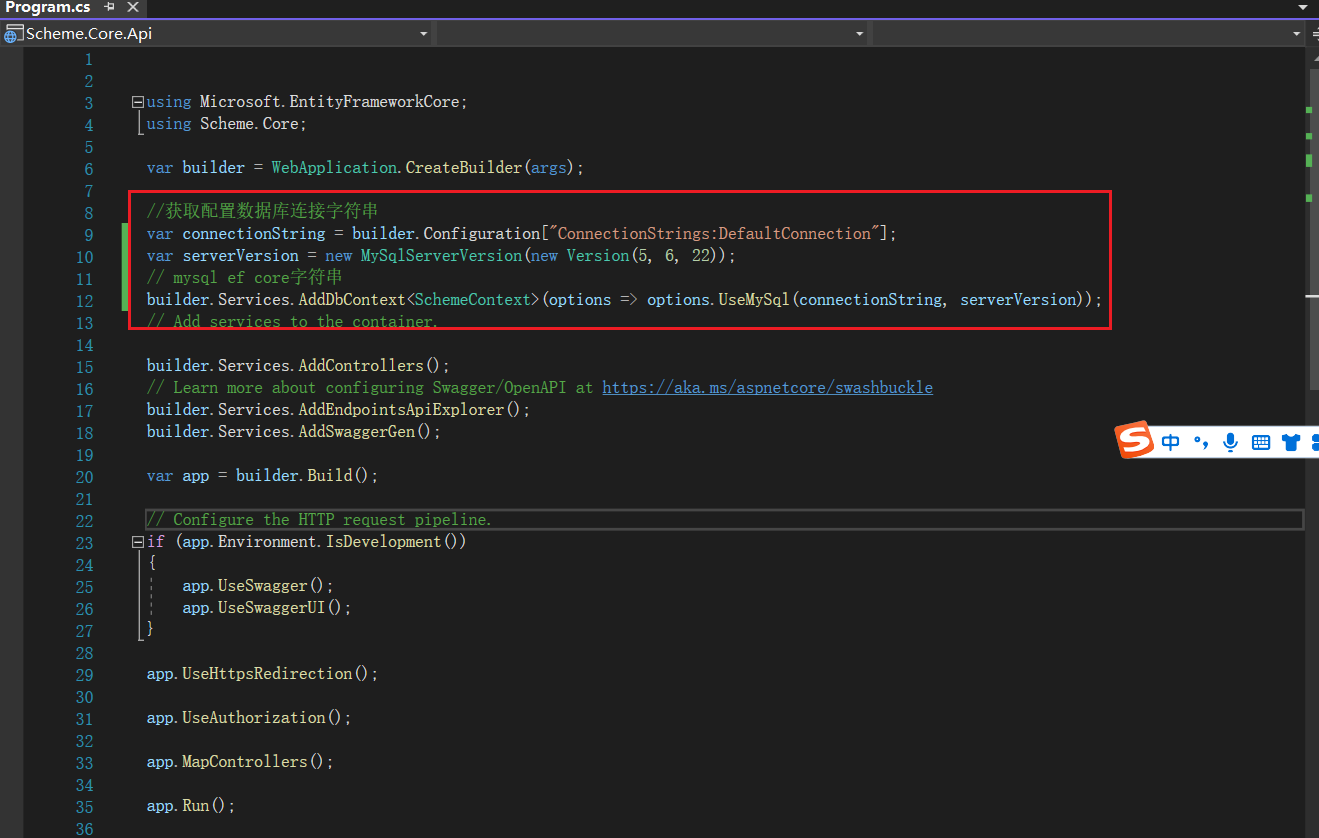 Program.cs
Scheme.Core.Api
1
2
3 using Microsoft.EntityFrameworkCore;
4 using Scheme.Core;
5
6 var builder = WebApplication.CreateBuilder(args);
7
8 //获取配置数据库连接字符串
9 var connectionString = builder.Configuration["ConnectionStrings:DefaultConnection"];
10 var serverVersion = new MySqlServerVersion(new Version(5, 6, 22));
11 // mysql ef core字符串
12 builder.Services.AddDbContext<SchemeContext>(options => options.UseMySql(connectionString, serverVersion));
13 // Add services to the container.
14
15 builder.Services.AddControllers();
16 // Learn more about configuring Swagger/OpenAPI at https://aka.ms/aspnetcore/swashbuckle
17 builder.Services.AddEndpointsApiExplorer();
18 builder.Services.AddSwaggerGen();
S 中
19
20 var app = builder.Build();
21
22 // Configure the HTTP request pipeline.
23 if (app.Environment.IsDevelopment())
24 {
25 app.UseSwagger();
26 app.UseSwaggerUI();
27 }
28
29 app.UseHttpsRedirection();
30
31 app.UseAuthorization();
32
33 app.MapControllers();
34
35 app.Run();
36